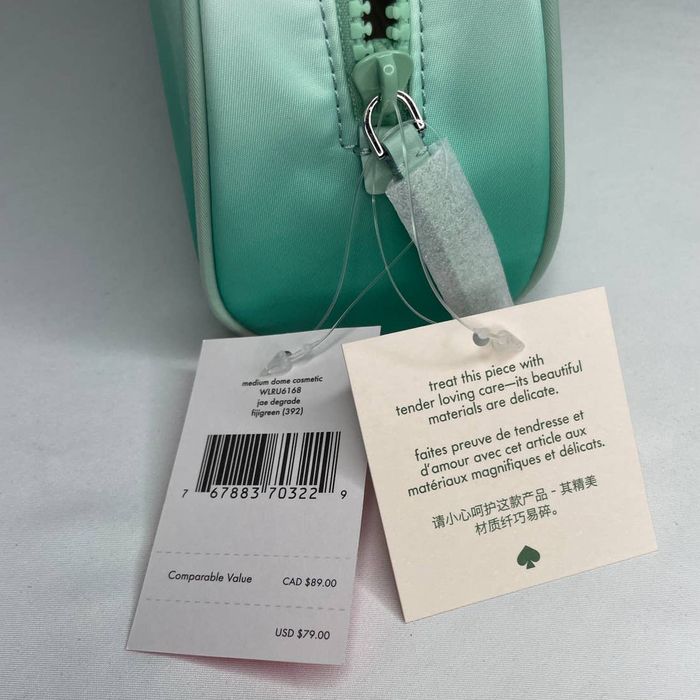 medium dome cosmetic
WLRU6168
jae degrade
fijigreen (392)
7 67883 70322 9
Comparable Value CAD $89.00
USD $79.00
treat this piece with
tender loving care—its beautiful
materials are delicate.
faites preuve de tendresse et
d'amour avec cet article aux
matériaux magnifiques et délicats.
请小心呵护这款产品 - 其精美
材质纤巧易碎。